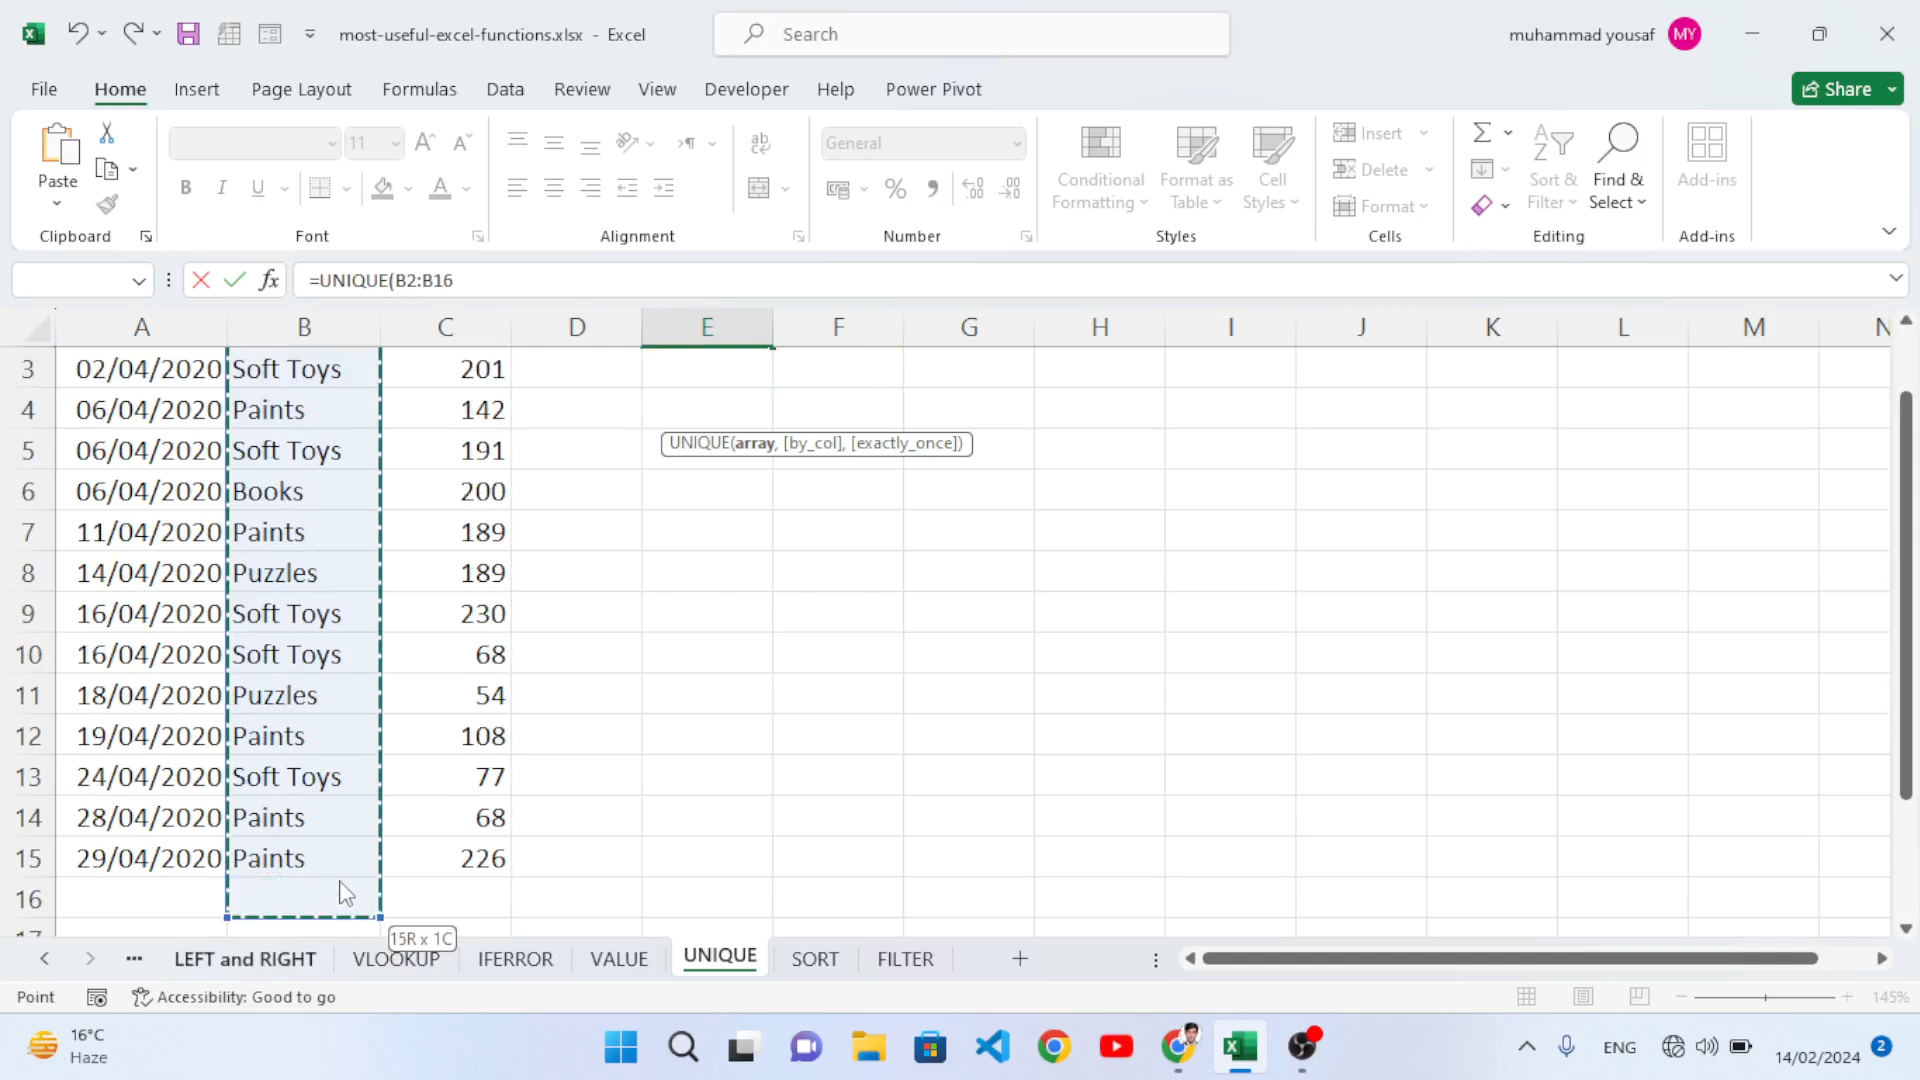 most-useful-excel-functions.xlsx - Excel
Search
muhammad yousaf
MY
File Home Insert Page Layout Formulas Data Review View Developer Help Power Pivot
Share
Paste
11
General
Conditional Formatting
Format as Table
Cell Styles
Insert
Delete
Format
Sort & Filter
Find & Select
Add-ins
Clipboard Font Alignment Number Styles Cells Editing Add-ins
=UNIQUE(B2:B16
A B C D E F G H I J K L M N
3 02/04/2020 Soft Toys 201
4 06/04/2020 Paints 142
5 06/04/2020 Soft Toys 191
UNIQUE(array, [by_col], [exactly_once])
6 06/04/2020 Books 200
7 11/04/2020 Paints 189
8 14/04/2020 Puzzles 189
9 16/04/2020 Soft Toys 230
10 16/04/2020 Soft Toys 68
11 18/04/2020 Puzzles 54
12 19/04/2020 Paints 108
13 24/04/2020 Soft Toys 77
14 28/04/2020 Paints 68
15 29/04/2020 Paints 226
16
17
15R x 1C
LEFT and RIGHT VLOOKUP IFERROR VALUE UNIQUE SORT FILTER
Point
Accessibility: Good to go
145%
16°C
Haze
ENG
14/02/2024
2